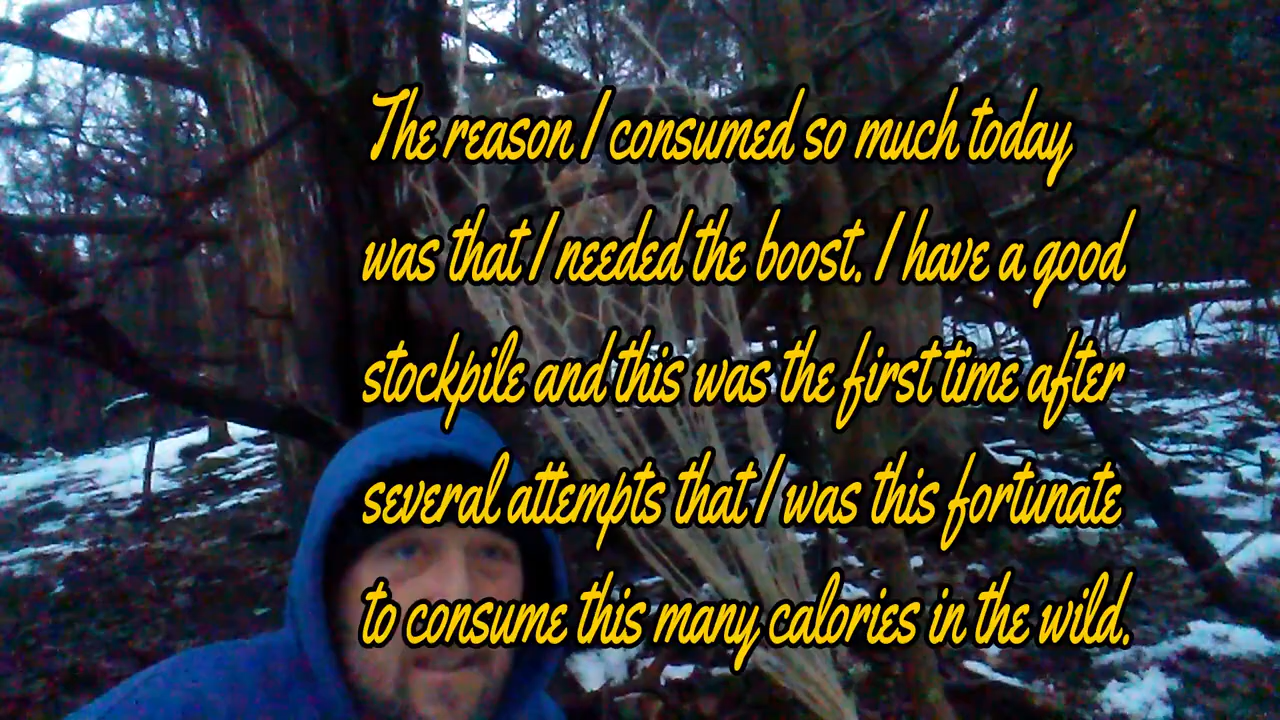 The reason I consumed so much today
was that I needed the boost. I have a good
stockpile and this was the first time after
several attempts that I was this fortunate
to consume this many calories in the wild.